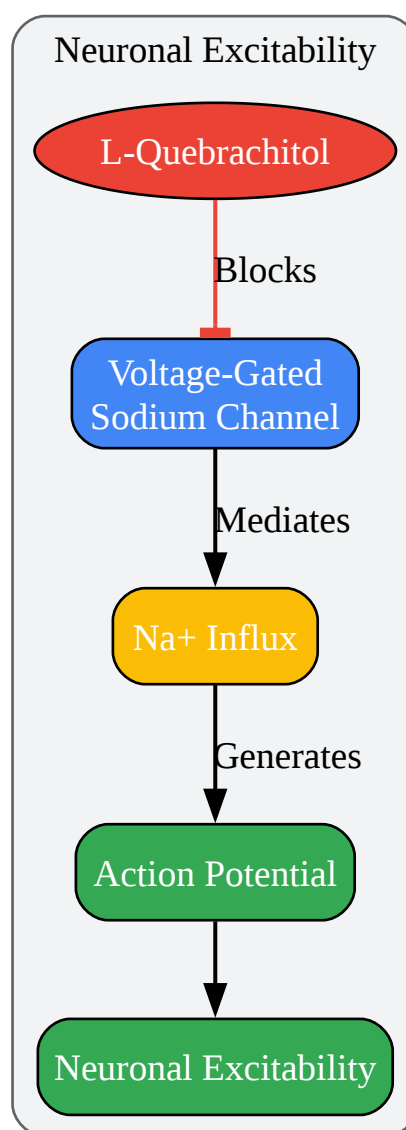 Neuronal Excitability
L-Quebrachitol
Blocks
Voltage-Gated
Sodium Channel
Mediates
Na+ Influx
Generates
Action Potential
Neuronal Excitability